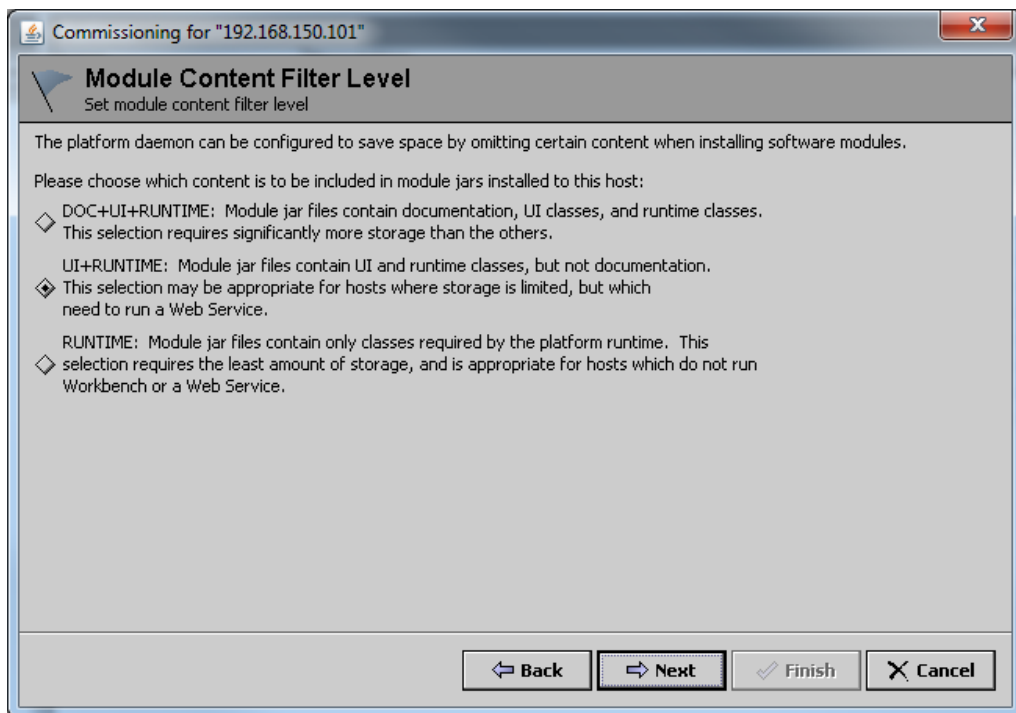 Commissioning for "192.168.150.101"
Module Content Filter Level
Set module content filter level
The platform daemon can be configured to save space by omitting certain content when installing software modules.
Please choose which content is to be included in module jars installed to this host:
DOC+UI+RUNTIME: Module jar files contain documentation, UI classes, and runtime classes.
This selection requires significantly more storage than the others.
UI+RUNTIME: Module jar files contain UI and runtime classes, but not documentation.
This selection may be appropriate for hosts where storage is limited, but which
need to run a Web Service.
RUNTIME: Module jar files contain only classes required by the platform runtime. This
selection requires the least amount of storage, and is appropriate for hosts which do not run
Workbench or a Web Service.
Back Next Finish Cancel